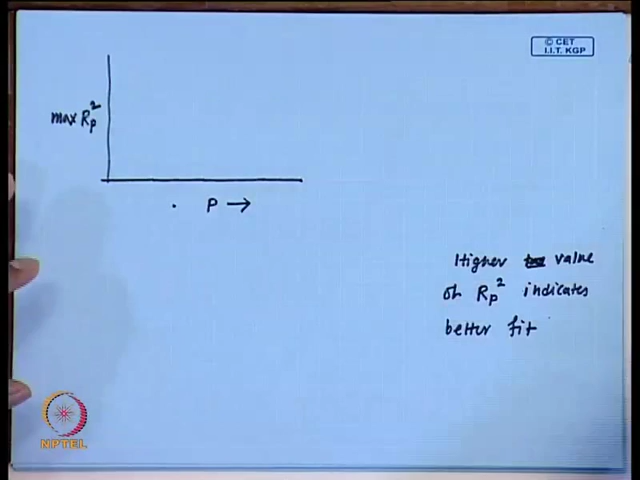 © CET
I.I.T. KGP
max Rp²
P →
Higher value
of Rp² indicates
better fit
NPTEL